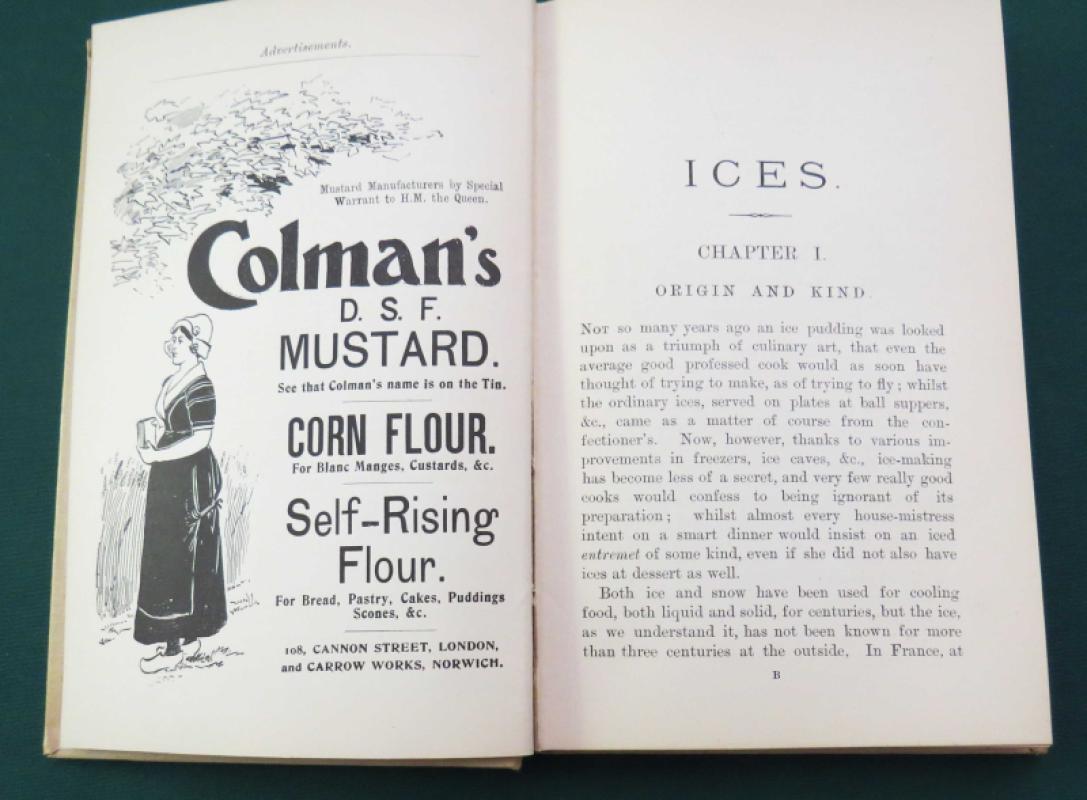 Advertisements.
Mustard Manufacturers by Special
Warrant to H.M. the Queen.
Colman's
D. S. F.
MUSTARD.
See that Colman's name is on the Tin.
CORN FLOUR.
For Blanc Manges, Custards, &c.
Self-Rising
Flour.
For Bread, Pastry, Cakes, Puddings
Scones, &c.
108, CANNON STREET, LONDON,
and CARROW WORKS, NORWICH.
ICES.
CHAPTER I.
ORIGIN AND KIND.
NOT so many years ago an ice pudding was looked
upon as a triumph of culinary art, that even the
average good professed cook would as soon have
thought of trying to make, as of trying to fly; whilst
the ordinary ices, served on plates at ball suppers,
&c., came as a matter of course from the con-
fectioner's. Now, however, thanks to various im-
provements in freezers, ice caves, &c., ice-making
has become less of a secret, and very few really good
cooks would confess to being ignorant of its
preparation; whilst almost every house-mistress
intent on a smart dinner would insist on an iced
entremet of some kind, even if she did not also have
ices at dessert as well.
Both ice and snow have been used for cooling
food, both liquid and solid, for centuries, but the ice,
as we understand it, has not been known for more
than three centuries at the outside, In France, at
B